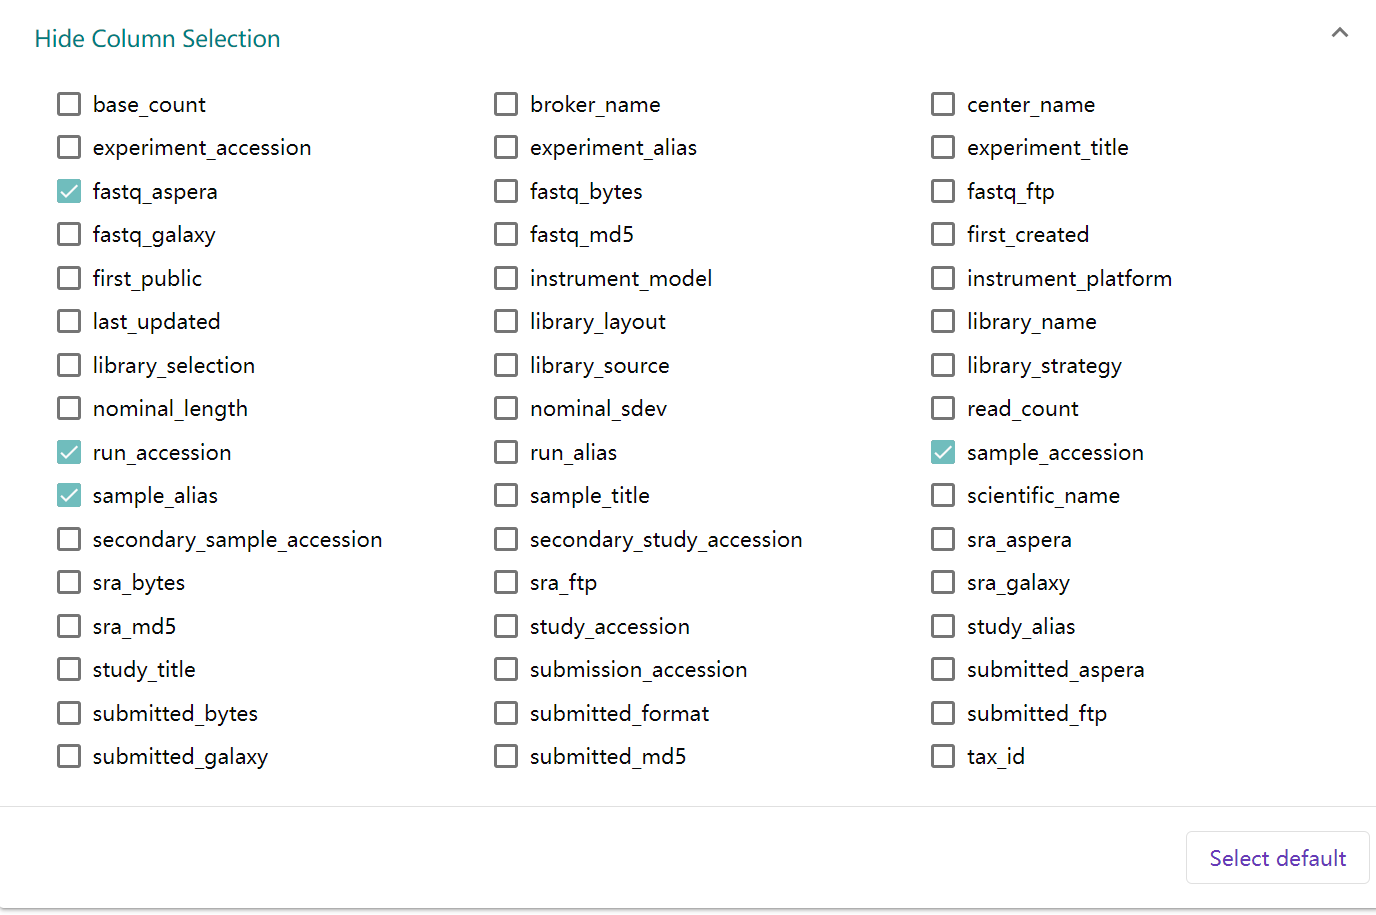 Hide Column Selection
base_count broker_name center_name
experiment_accession experiment_alias experiment_title
fastq_aspera fastq_bytes fastq_ftp
fastq_galaxy fastq_md5 first_created
first_public instrument_model instrument_platform
last_updated library_layout library_name
library_selection library_source library_strategy
nominal_length nominal_sdev read_count
run_accession run_alias sample_accession
sample_alias sample_title scientific_name
secondary_sample_accession secondary_study_accession sra_aspera
sra_bytes sra_ftp sra_galaxy
sra_md5 study_accession study_alias
study_title submission_accession submitted_aspera
submitted_bytes submitted_format submitted_ftp
submitted_galaxy submitted_md5 tax_id
Select default